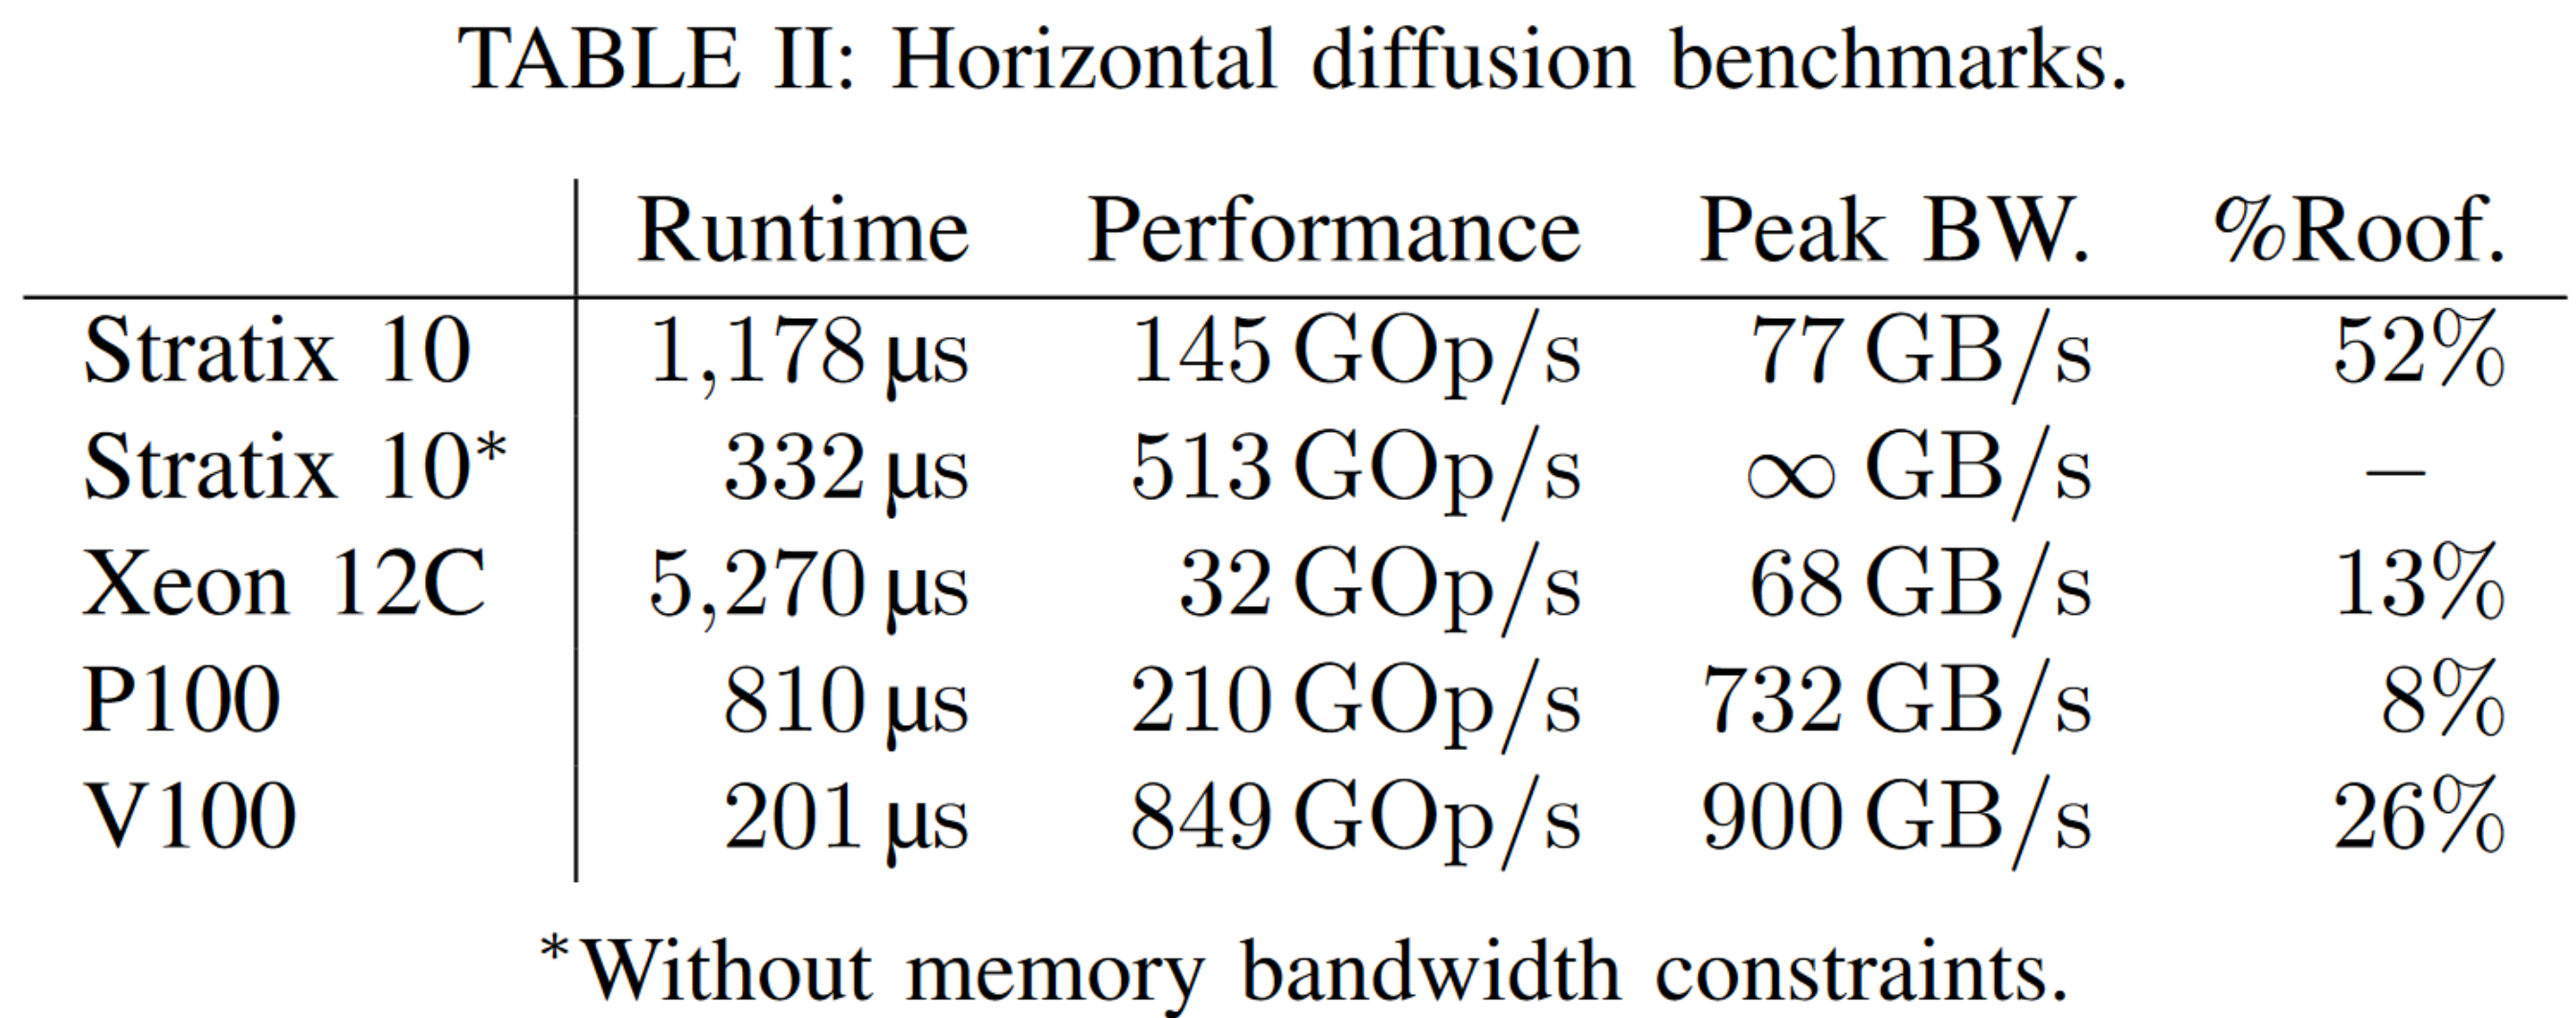 TABLE II: Horizontal diffusion benchmarks.
Runtime Performance Peak BW. %Roof.
Stratix 10 1,178 µs 145 GOp/s 77 GB/s 52%
Stratix 10* 332 µs 513 GOp/s ∞ GB/s –
Xeon 12C 5,270 µs 32 GOp/s 68 GB/s 13%
P100 810 µs 210 GOp/s 732 GB/s 8%
V100 201 µs 849 GOp/s 900 GB/s 26%
*Without memory bandwidth constraints.